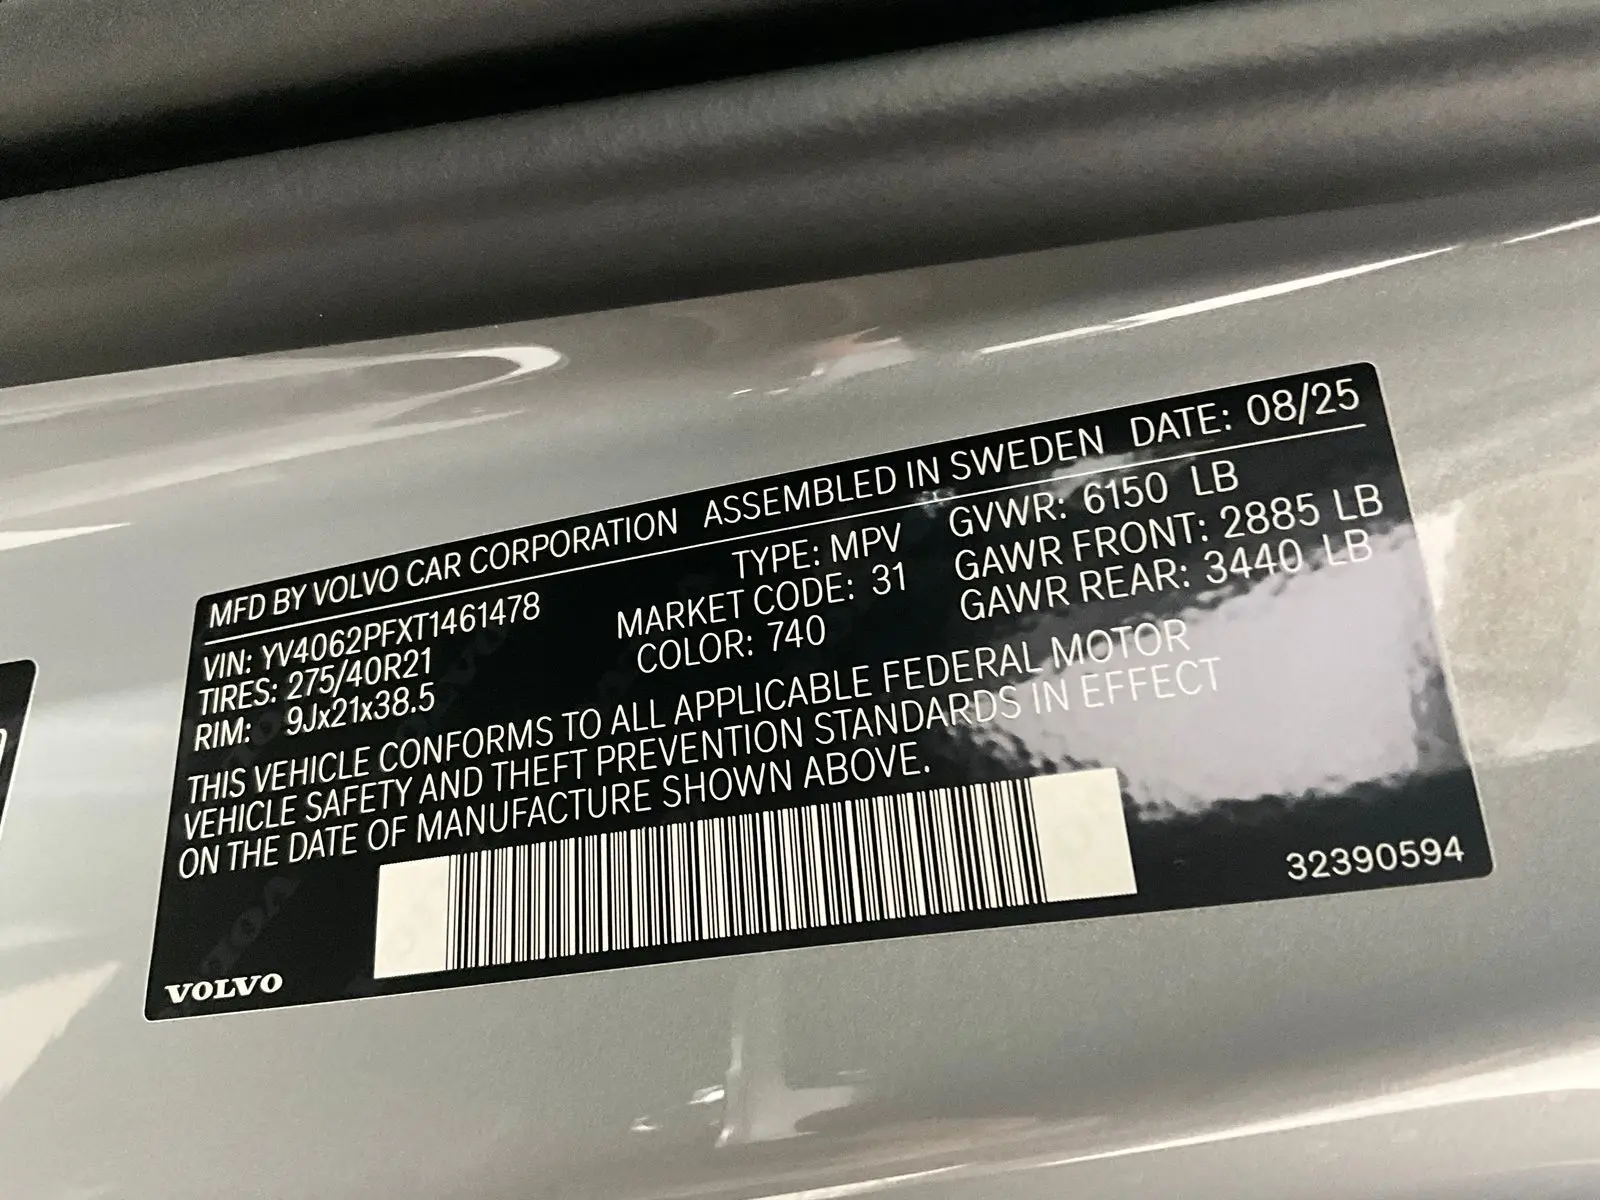 MFD BY VOLVO CAR CORPORATION ASSEMBLED IN SWEDEN DATE: 08/25
VIN: YV4062PFXT1461478 TYPE: MPV GVWR: 6150 LB
TIRES: 275/40R21 MARKET CODE: 31 GAWR FRONT: 2885 LB
RIM: 9Jx21x38.5 COLOR: 740 GAWR REAR: 3440 LB
THIS VEHICLE CONFORMS TO ALL APPLICABLE FEDERAL MOTOR
VEHICLE SAFETY AND THEFT PREVENTION STANDARDS IN EFFECT
ON THE DATE OF MANUFACTURE SHOWN ABOVE.
32390594
VOLVO